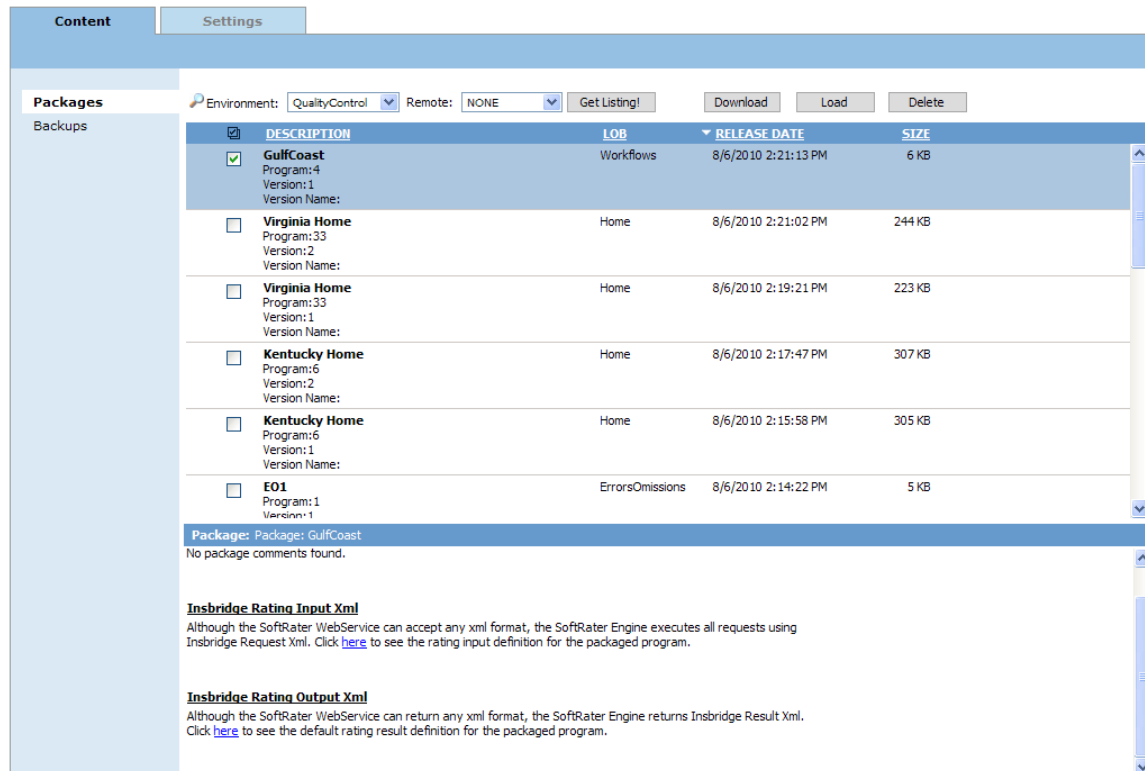 Content Settings
Packages
Backups
Environment: QualityControl Remote: NONE Get Listing! Download Load Delete
DESCRIPTION LOB RELEASE DATE SIZE
GulfCoast Workflows 8/6/2010 2:21:13 PM 6 KB
Program:4
Version:1
Version Name:
Virginia Home Home 8/6/2010 2:21:02 PM 244 KB
Program:33
Version:2
Version Name:
Virginia Home Home 8/6/2010 2:19:21 PM 223 KB
Program:33
Version:1
Version Name:
Kentucky Home Home 8/6/2010 2:17:47 PM 307 KB
Program:6
Version:2
Version Name:
Kentucky Home Home 8/6/2010 2:15:58 PM 305 KB
Program:6
Version:1
Version Name:
EO1 ErrorsOmissions 8/6/2010 2:14:22 PM 5 KB
Program:1
Version:1
Package: Package: GulfCoast
No package comments found.
Insbridge Rating Input Xml
Although the SoftRater WebService can accept any xml format, the SoftRater Engine executes all requests using
Insbridge Request Xml. Click here to see the rating input definition for the packaged program.
Insbridge Rating Output Xml
Although the SoftRater WebService can return any xml format, the SoftRater Engine returns Insbridge Result Xml.
Click here to see the default rating result definition for the packaged program.